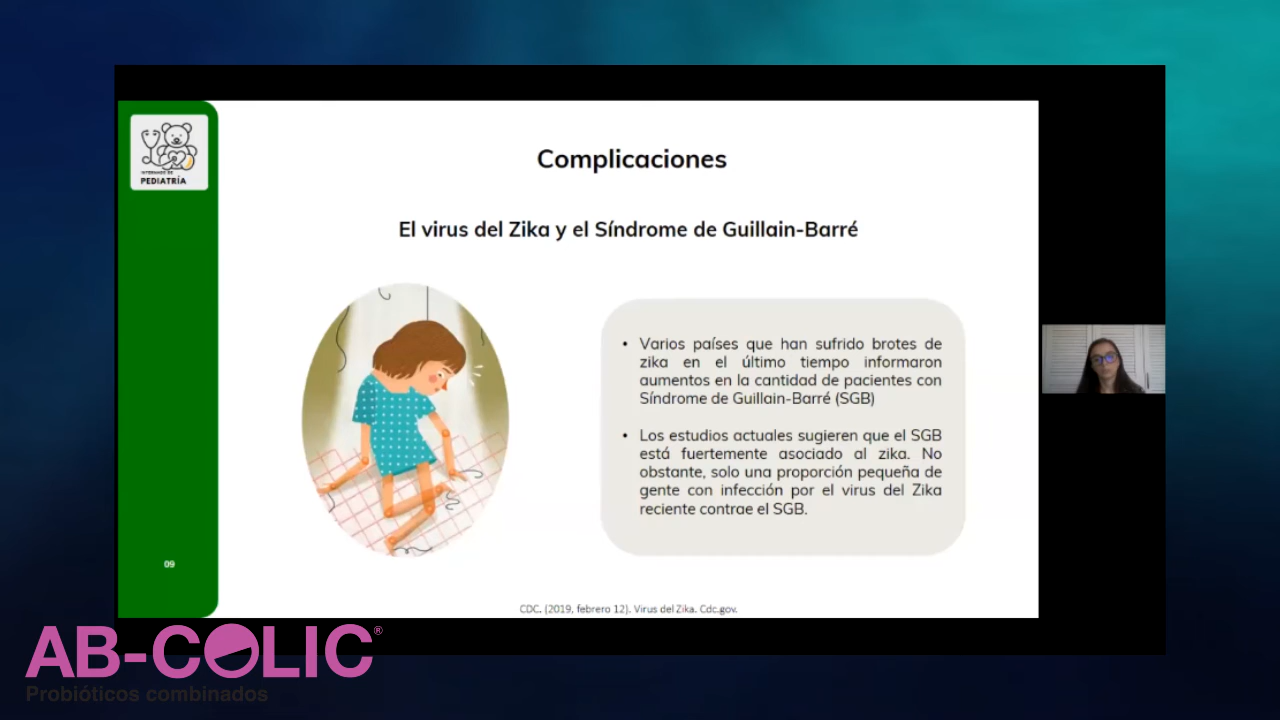 INTERNADO DE
PEDIATRÍA
Complicaciones
El virus del Zika y el Síndrome de Guillain-Barré
• Varios países que han sufrido brotes de
zika en el último tiempo informaron
aumentos en la cantidad de pacientes con
Síndrome de Guillain-Barré (SGB)
• Los estudios actuales sugieren que el SGB
está fuertemente asociado al zika. No
obstante, solo una proporción pequeña de
gente con infección por el virus del Zika
reciente contrae el SGB.
09
CDC. (2019, febrero 12). Virus del Zika. Cdc.gov.
AB-COLIC®
Probióticos combinados